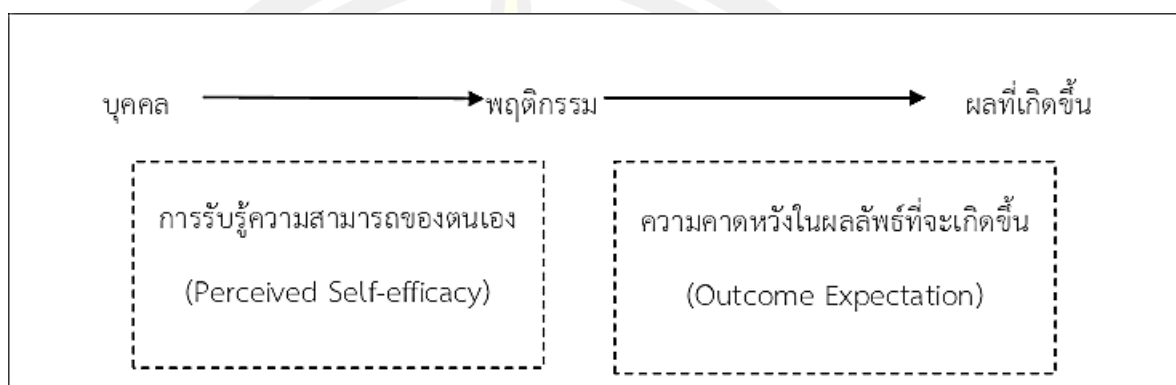 บุคคล พฤติกรรม ผลที่เกิดขึ้น
การรับรู้ความสามารถของตนเอง
(Perceived Self-efficacy)
ความคาดหวังในผลลัพธ์ที่จะเกิดขึ้น
(Outcome Expectation)